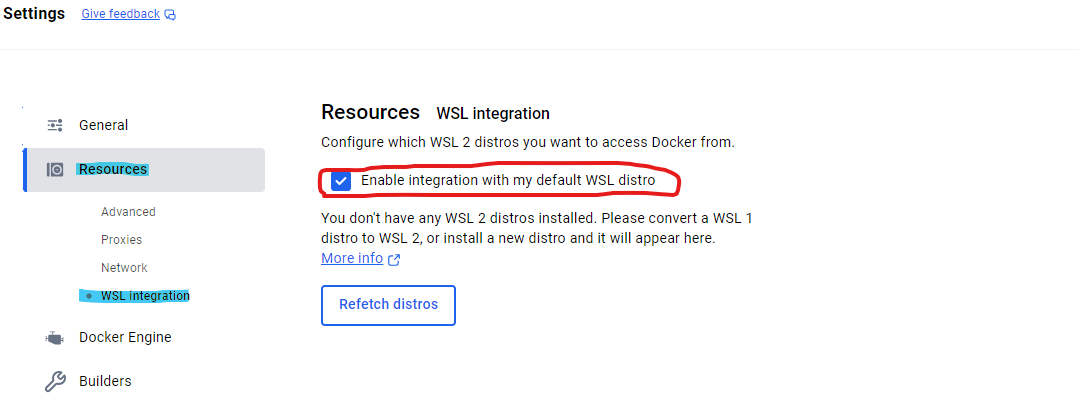 Settings Give feedback
General
Resources
Advanced
Proxies
Network
WSL integration
Docker Engine
Builders
Resources WSL integration
Configure which WSL 2 distros you want to access Docker from.
Enable integration with my default WSL distro
You don't have any WSL 2 distros installed. Please convert a WSL 1
distro to WSL 2, or install a new distro and it will appear here.
More info
Refetch distros